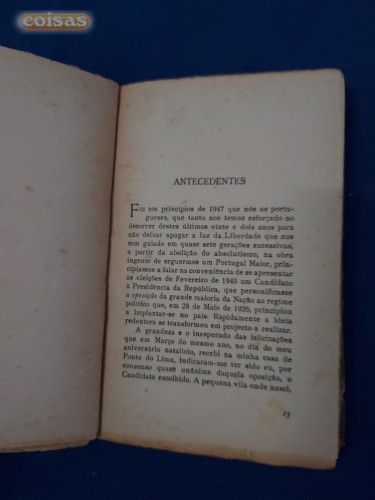 coisas
ANTECEDENTES
FOI em princípios de 1947 que nós os portu-
gueses, que tanto nos temos esforçado no
decorrer destes últimos vinte e dois anos para
não deixar apagar a luz da Liberdade que nos
tem guiado em quase sete gerações sucessivas,
a partir da abolição do absolutismo, na obra
ingente de erguermos um Portugal Maior, prin-
cipiamos a falar na conveniência de se apresentar
às eleições de Fevereiro de 1949 um Candidato
à Presidência da República, que personificasse
a oposição da grande maioria da Nação ao regime
político que, em 28 de Maio de 1926, principiou
a implantar-se no país. Rapidamente a ideia
redentora se transformou em projecto a realizar.
A grandeza e o inesperado das felicitações
que em Março do mesmo ano, no dia do meu
aniversário natalício, recebi na minha casa de
Ponte do Lima, indicaram-me ter sido eu, por
consenso quase unânime daquela oposição, o
Candidato escolhido. A pequena vila onde nasci,
15